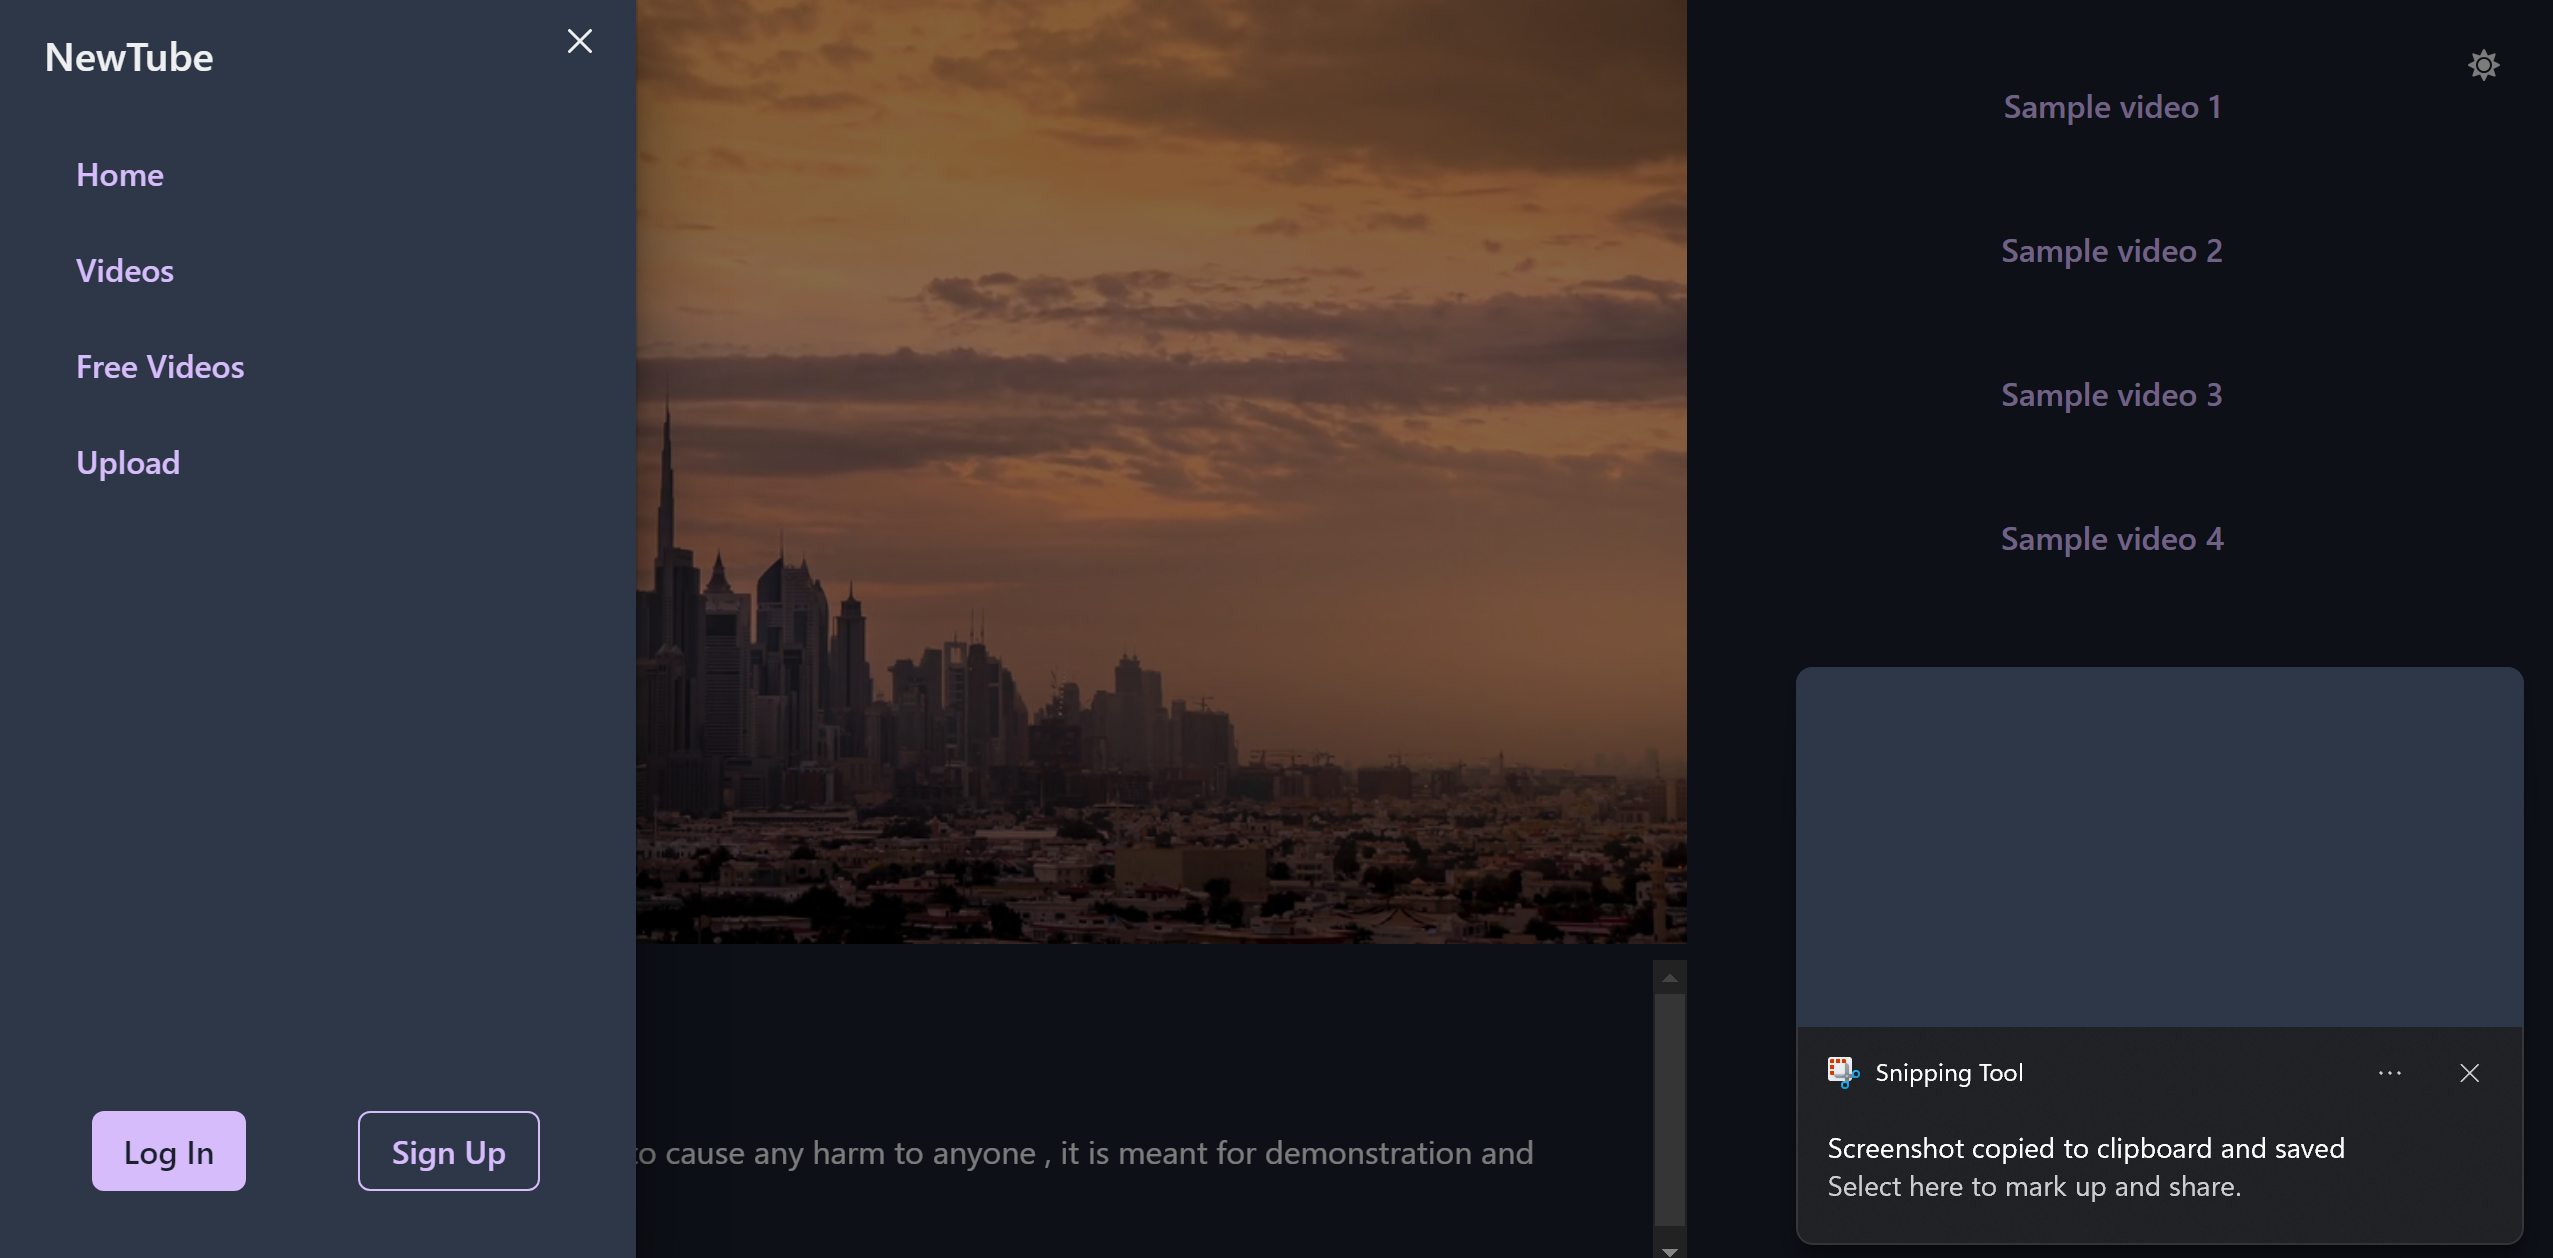 NewTube
Home
Videos
Free Videos
Upload
Log In
Sign Up
to cause any harm to anyone , it is meant for demonstration and
Sample video 1
Sample video 2
Sample video 3
Sample video 4
Snipping Tool
Screenshot copied to clipboard and saved
Select here to mark up and share.